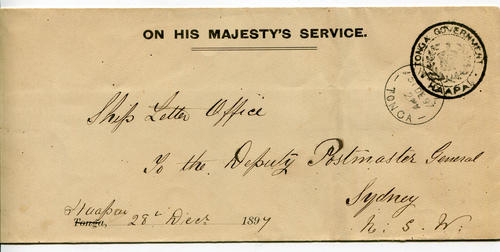 ON HIS MAJESTY'S SERVICE.
TONGA GOVERNMENT
HAAPAI
TONGA
Ship Letter Office
To the Deputy Postmaster General
Sydney
N. S. W.
Haapai
Tonga, 28th Decr 1897